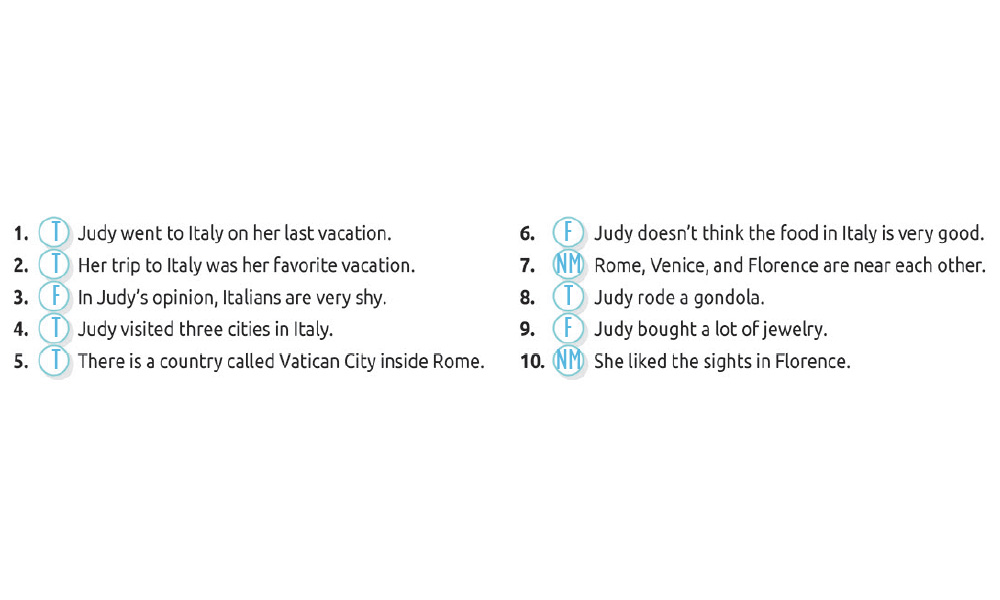 1. T Judy went to Italy on her last vacation.
2. T Her trip to Italy was her favorite vacation.
3. F In Judy's opinion, Italians are very shy.
4. T Judy visited three cities in Italy.
5. T There is a country called Vatican City inside Rome.
6. F Judy doesn't think the food in Italy is very good.
7. NM Rome, Venice, and Florence are near each other.
8. T Judy rode a gondola.
9. F Judy bought a lot of jewelry.
10. NM She liked the sights in Florence.